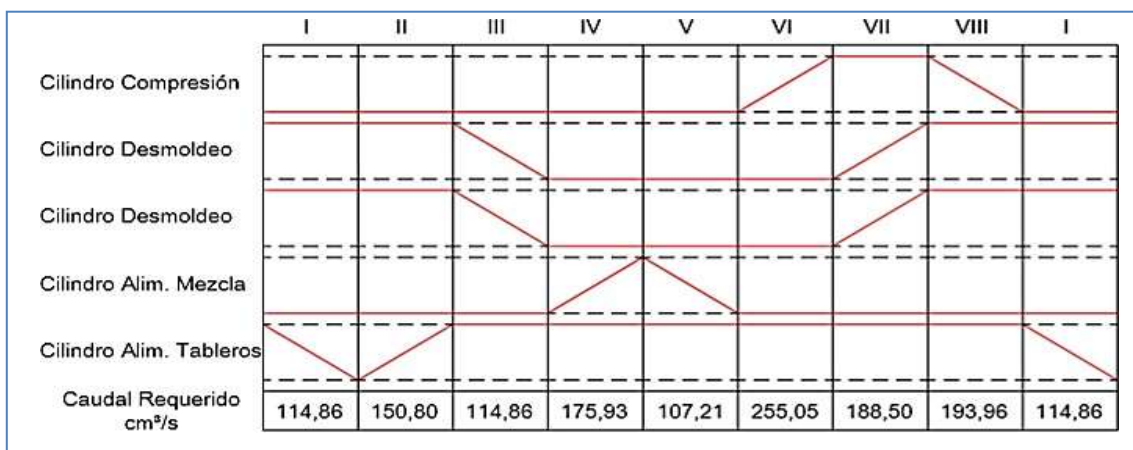 I II III IV V VI VII VIII I
Cilindro Compresión
Cilindro Desmoldeo
Cilindro Desmoldeo
Cilindro Alim. Mezcla
Cilindro Alim. Tableros
Caudal Requerido
cm³/s
114,86 150,80 114,86 175,93 107,21 255,05 188,50 193,96 114,86